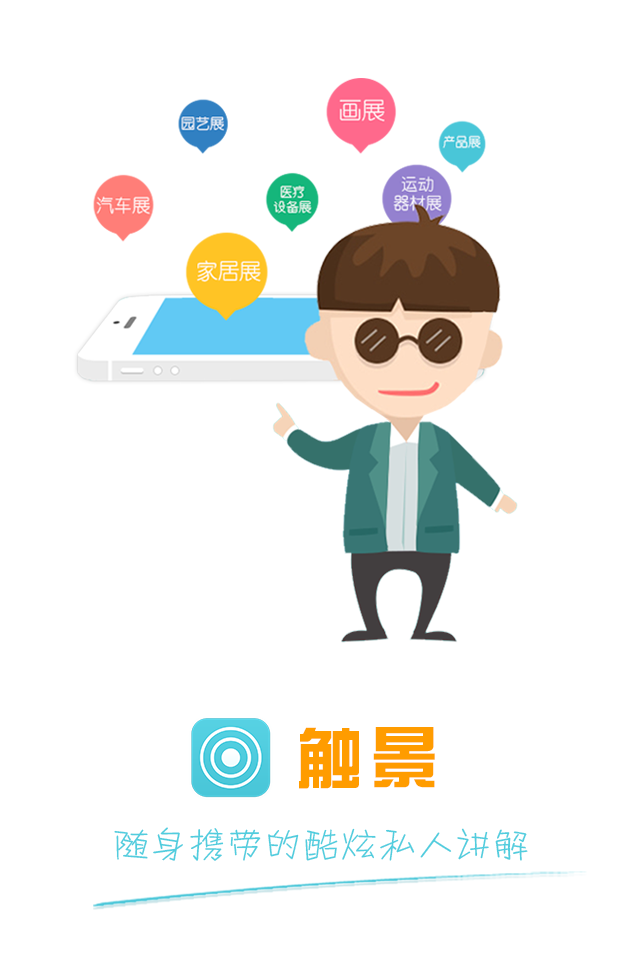 画展
园艺展
产品展
医疗
设备展
运动
器材展
汽车展
家居展
触景
随身携带的酷炫私人讲解